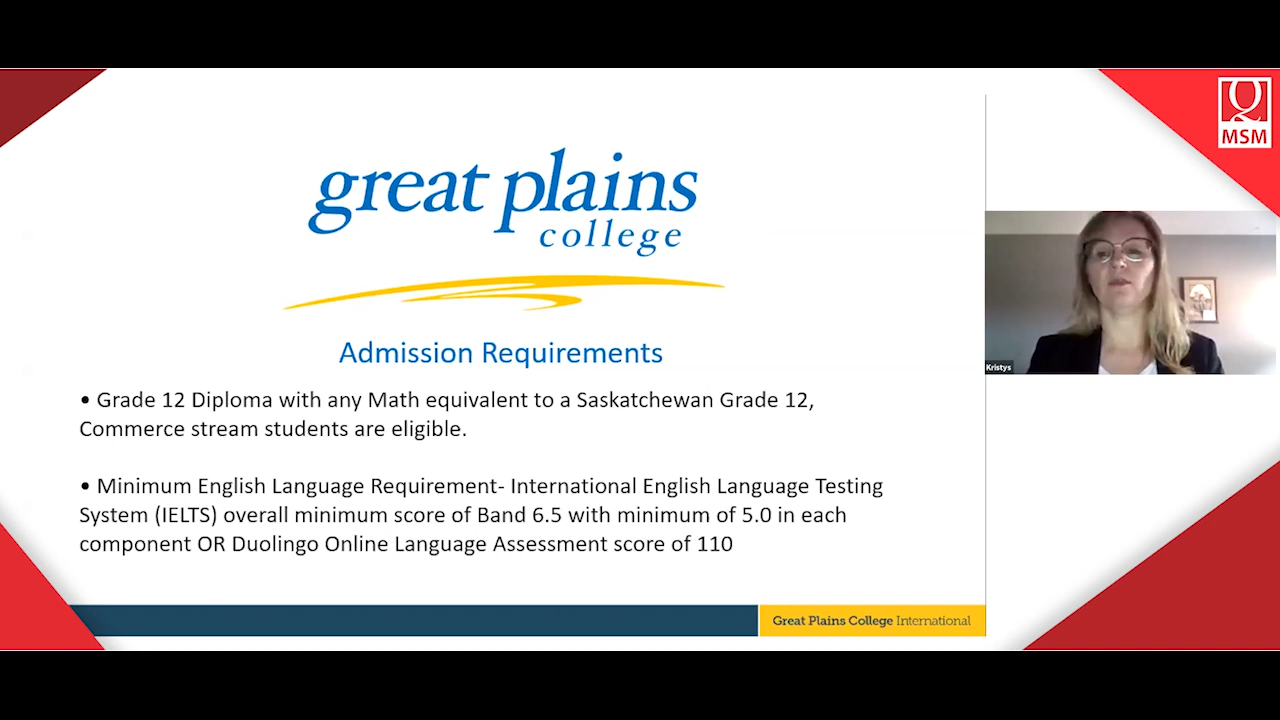 Q
MSM
great plains
college
Admission Requirements
• Grade 12 Diploma with any Math equivalent to a Saskatchewan Grade 12,
Commerce stream students are eligible.
• Minimum English Language Requirement- International English Language Testing
System (IELTS) overall minimum score of Band 6.5 with minimum of 5.0 in each
component OR Duolingo Online Language Assessment score of 110
Great Plains College International
Kristys